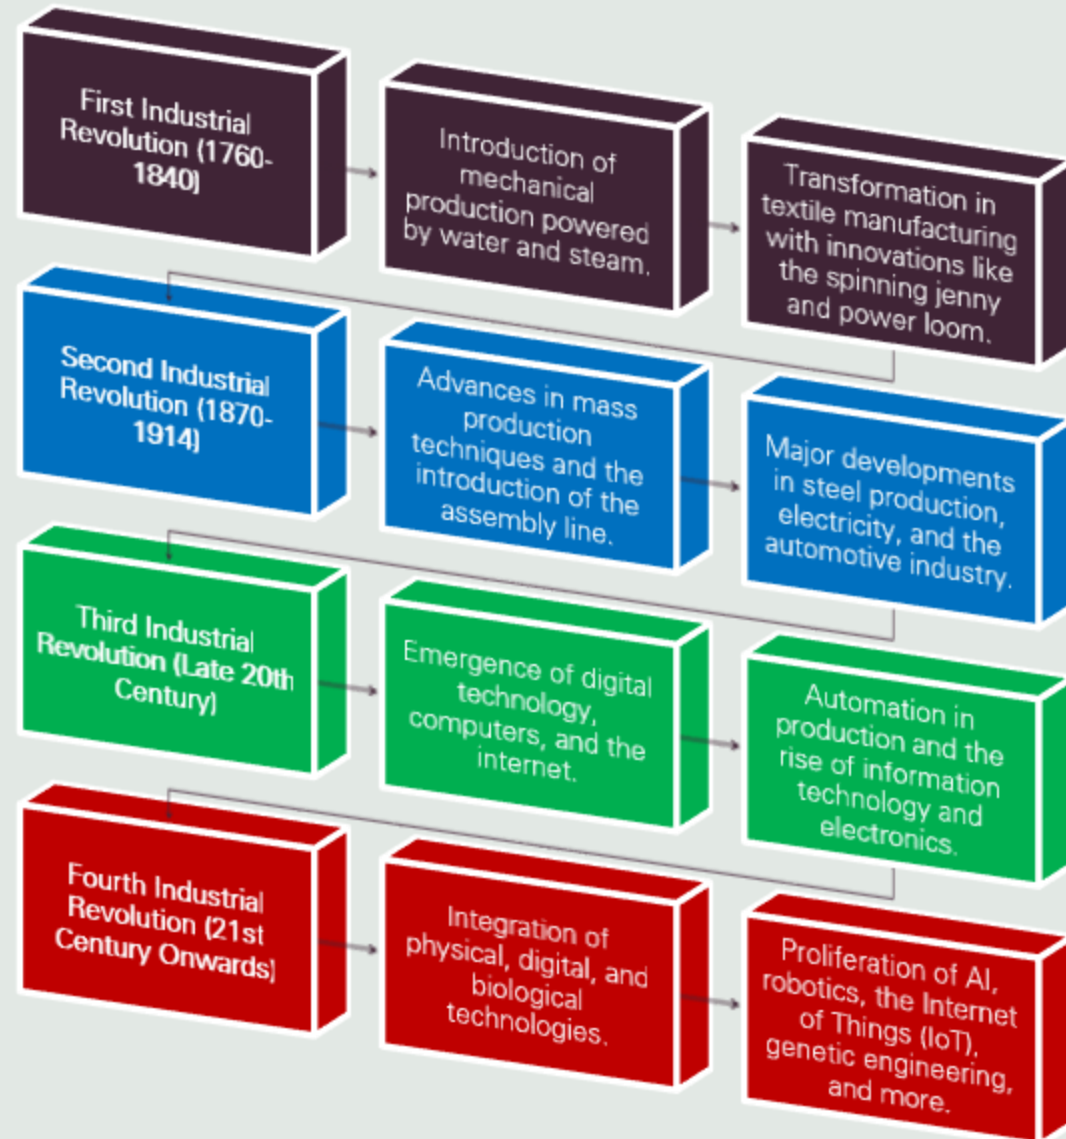 First Industrial
Revolution (1760-
1840)
Introduction of
mechanical
production powered
by water and steam.
Transformation in
textile manufacturing
with innovations like
the spinning jenny
and power loom.
Second Industrial
Revolution (1870-
1914)
Advances in mass
production
techniques and the
introduction of the
assembly line.
Major developments
in steel production,
electricity, and the
automotive industry.
Third Industrial
Revolution (Late 20th
Century)
Emergence of digital
technology,
computers, and the
internet.
Automation in
production and the
rise of information
technology and
electronics.
Fourth Industrial
Revolution (21st
Century Onwards)
Integration of
physical, digital, and
biological
technologies.
Proliferation of AI,
robotics, the Internet
of Things (IoT),
genetic engineering,
and more.